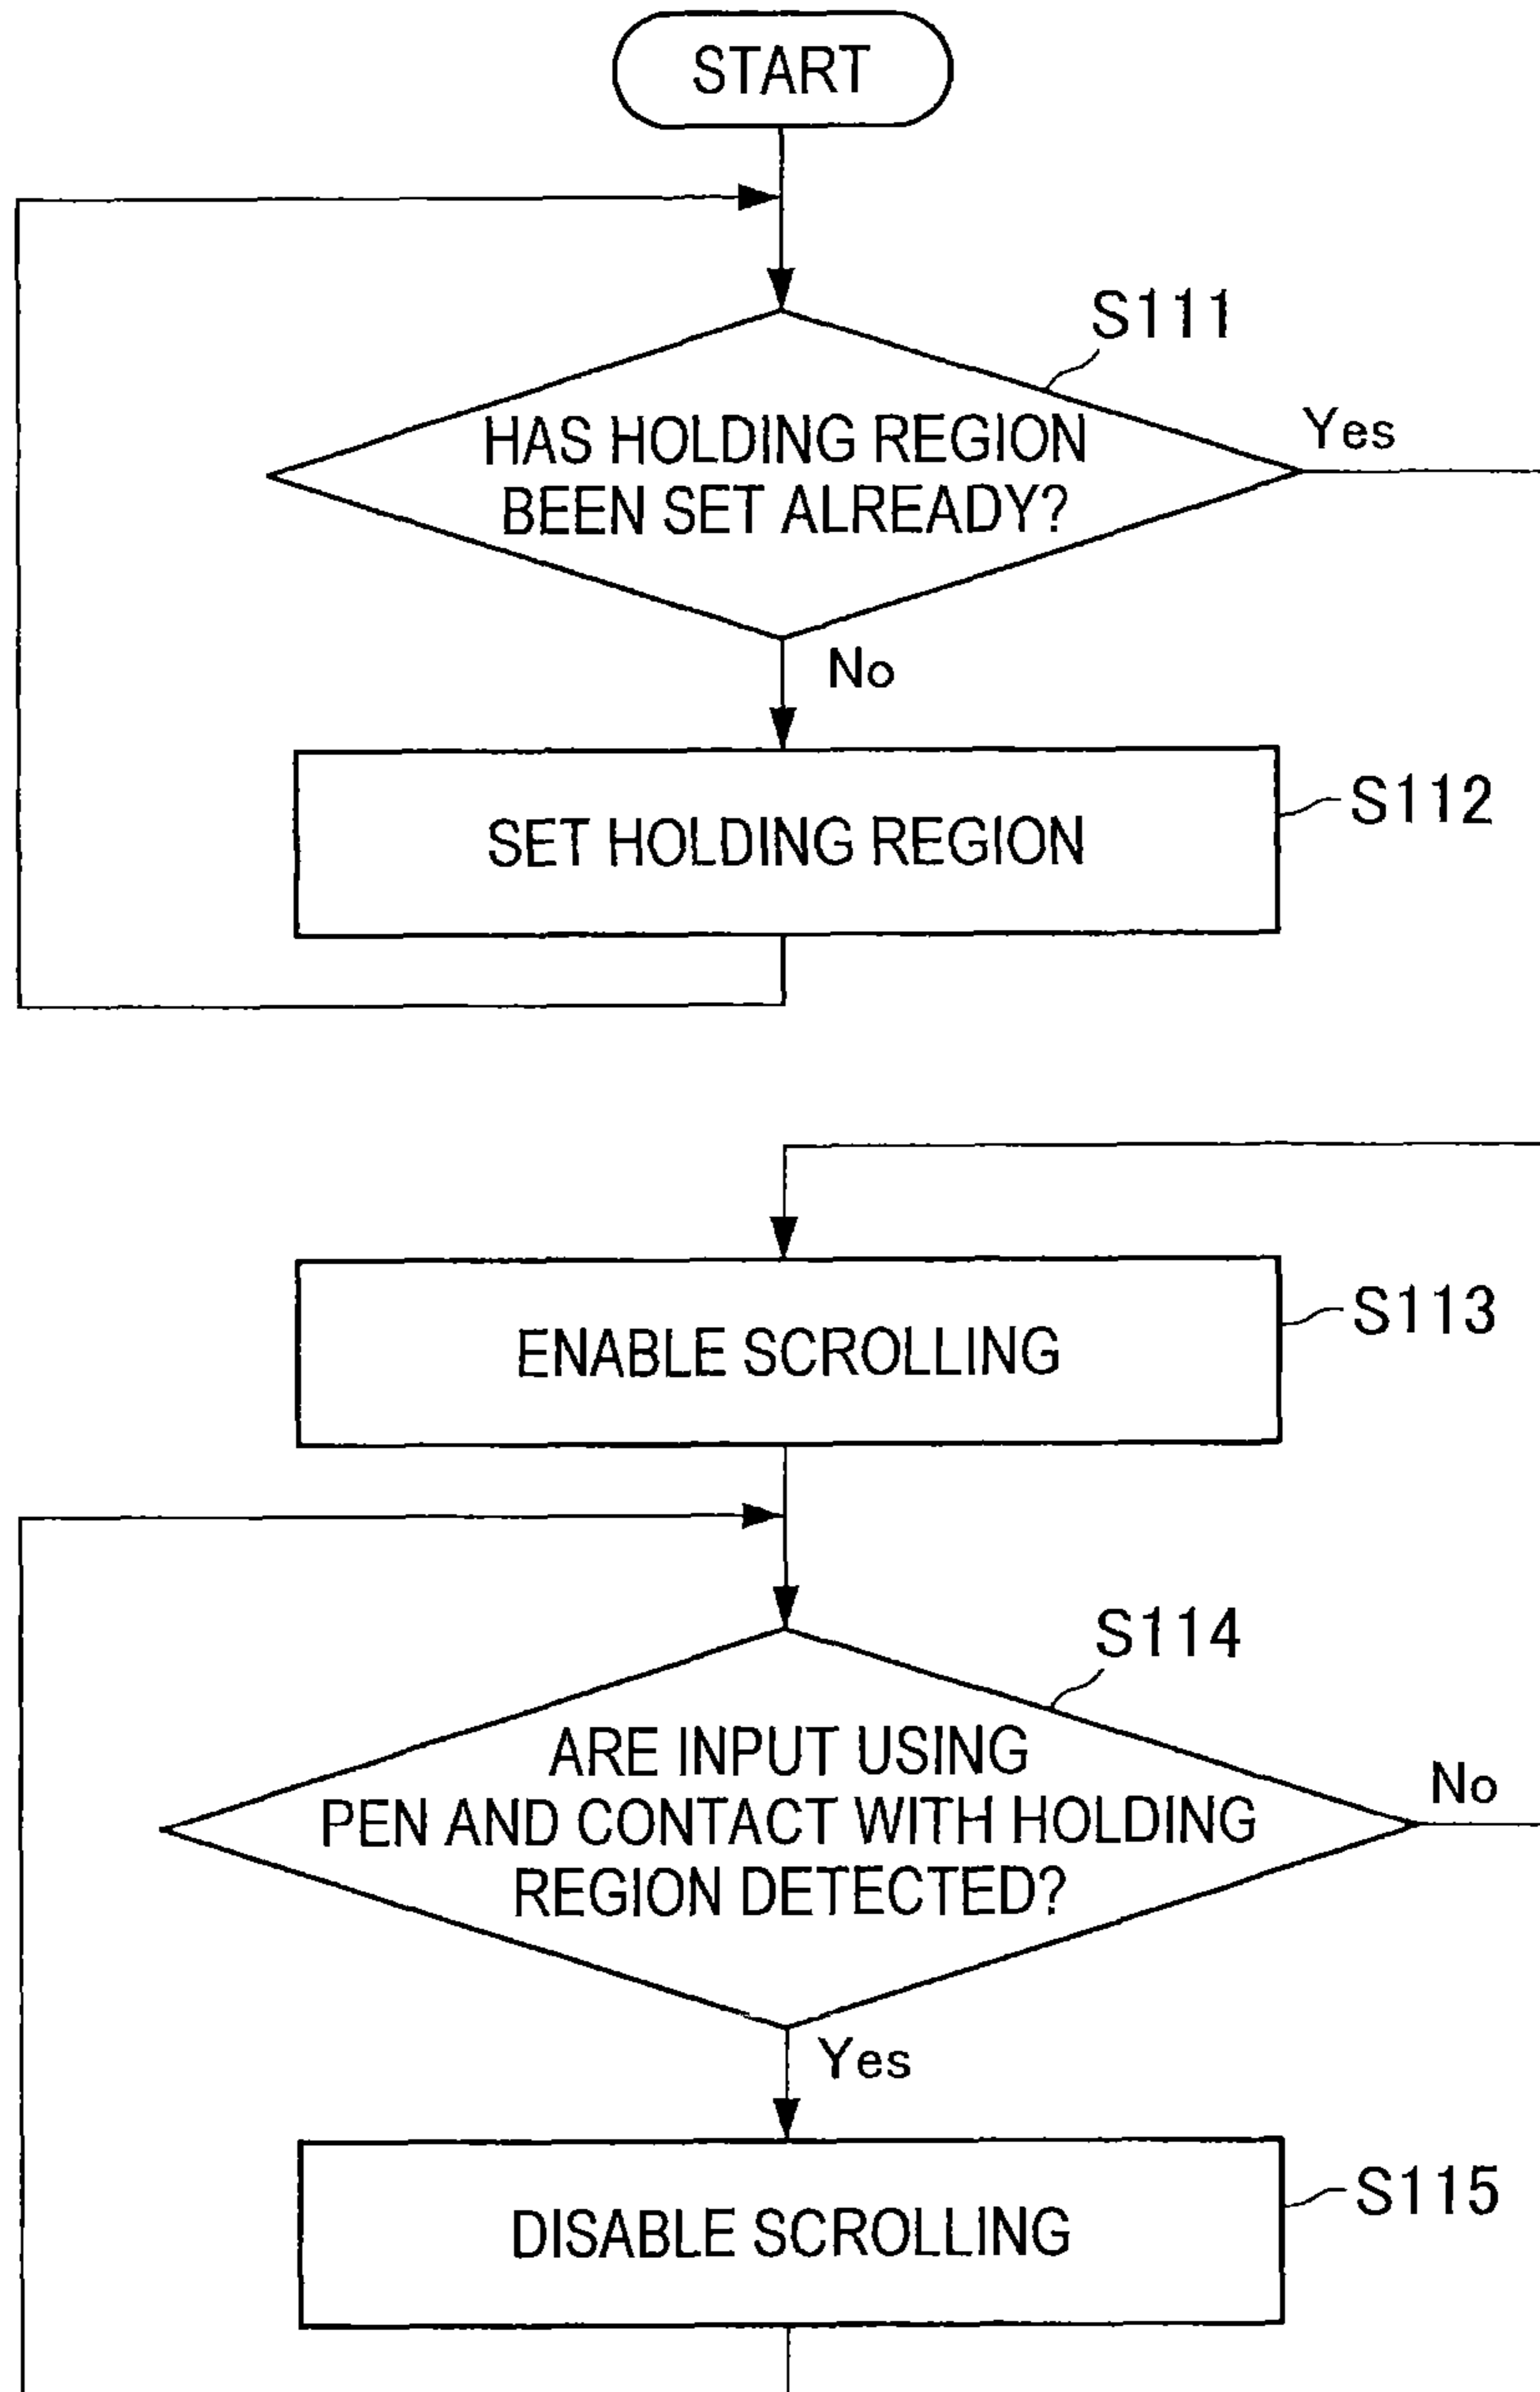 START
S111
HAS HOLDING REGION
BEEN SET ALREADY?
Yes
No
SET HOLDING REGION
S112
ENABLE SCROLLING
S113
S114
ARE INPUT USING
PEN AND CONTACT WITH HOLDING
REGION DETECTED?
No
Yes
DISABLE SCROLLING
S115